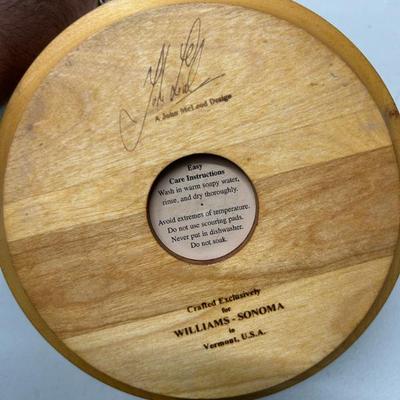 John McLeod
A John McLeod Design
Easy
Care Instructions
Wash in warm soapy water,
rinse, and dry thoroughly.
Avoid extremes of temperature.
Do not use scouring pads.
Never put in dishwasher.
Do not soak.
Crafted Exclusively
for
WILLIAMS-SONOMA
in
Vermont, U.S.A.